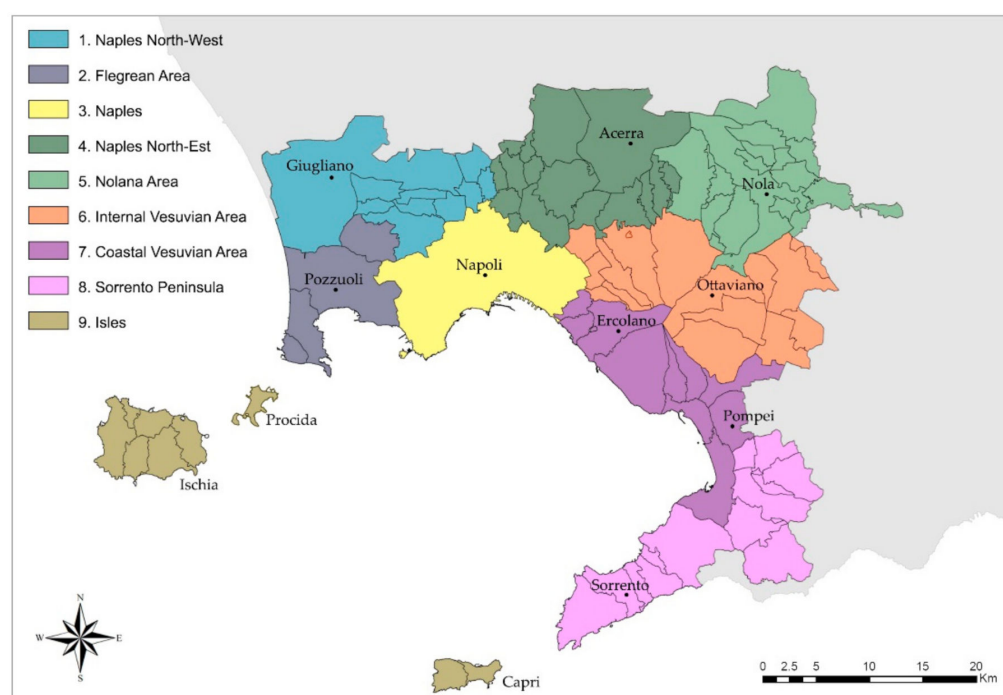 1. Naples North-West
2. Flegrean Area
3. Naples
4. Naples North-Est
5. Nolana Area
6. Internal Vesuvian Area
7. Coastal Vesuvian Area
8. Sorrento Peninsula
9. Isles
Acerra
Giugliano
Nola
Napoli
Pozzuoli
Ottaviano
Ercolano
Pompei
Procida
Ischia
Sorrento
Capri
N
W E
S
0 2.5 5 10 15 20
Km